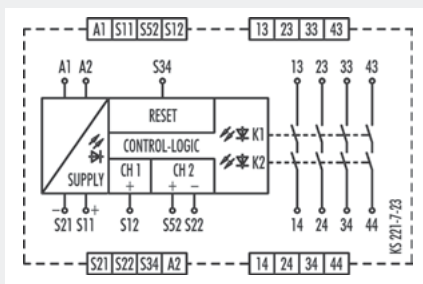 A1 S11 S52 S12 13 23 33 43
A1 A2 S34 13 23 33 43
RESET
CONTROL-LOGIC
K1
K2
CH 1 CH 2
SUPPLY + + −
− +
S21 S11 S12 S52 S22 14 24 34 44
S21 S22 S34 A2 14 24 34 44
KS 221-7-23